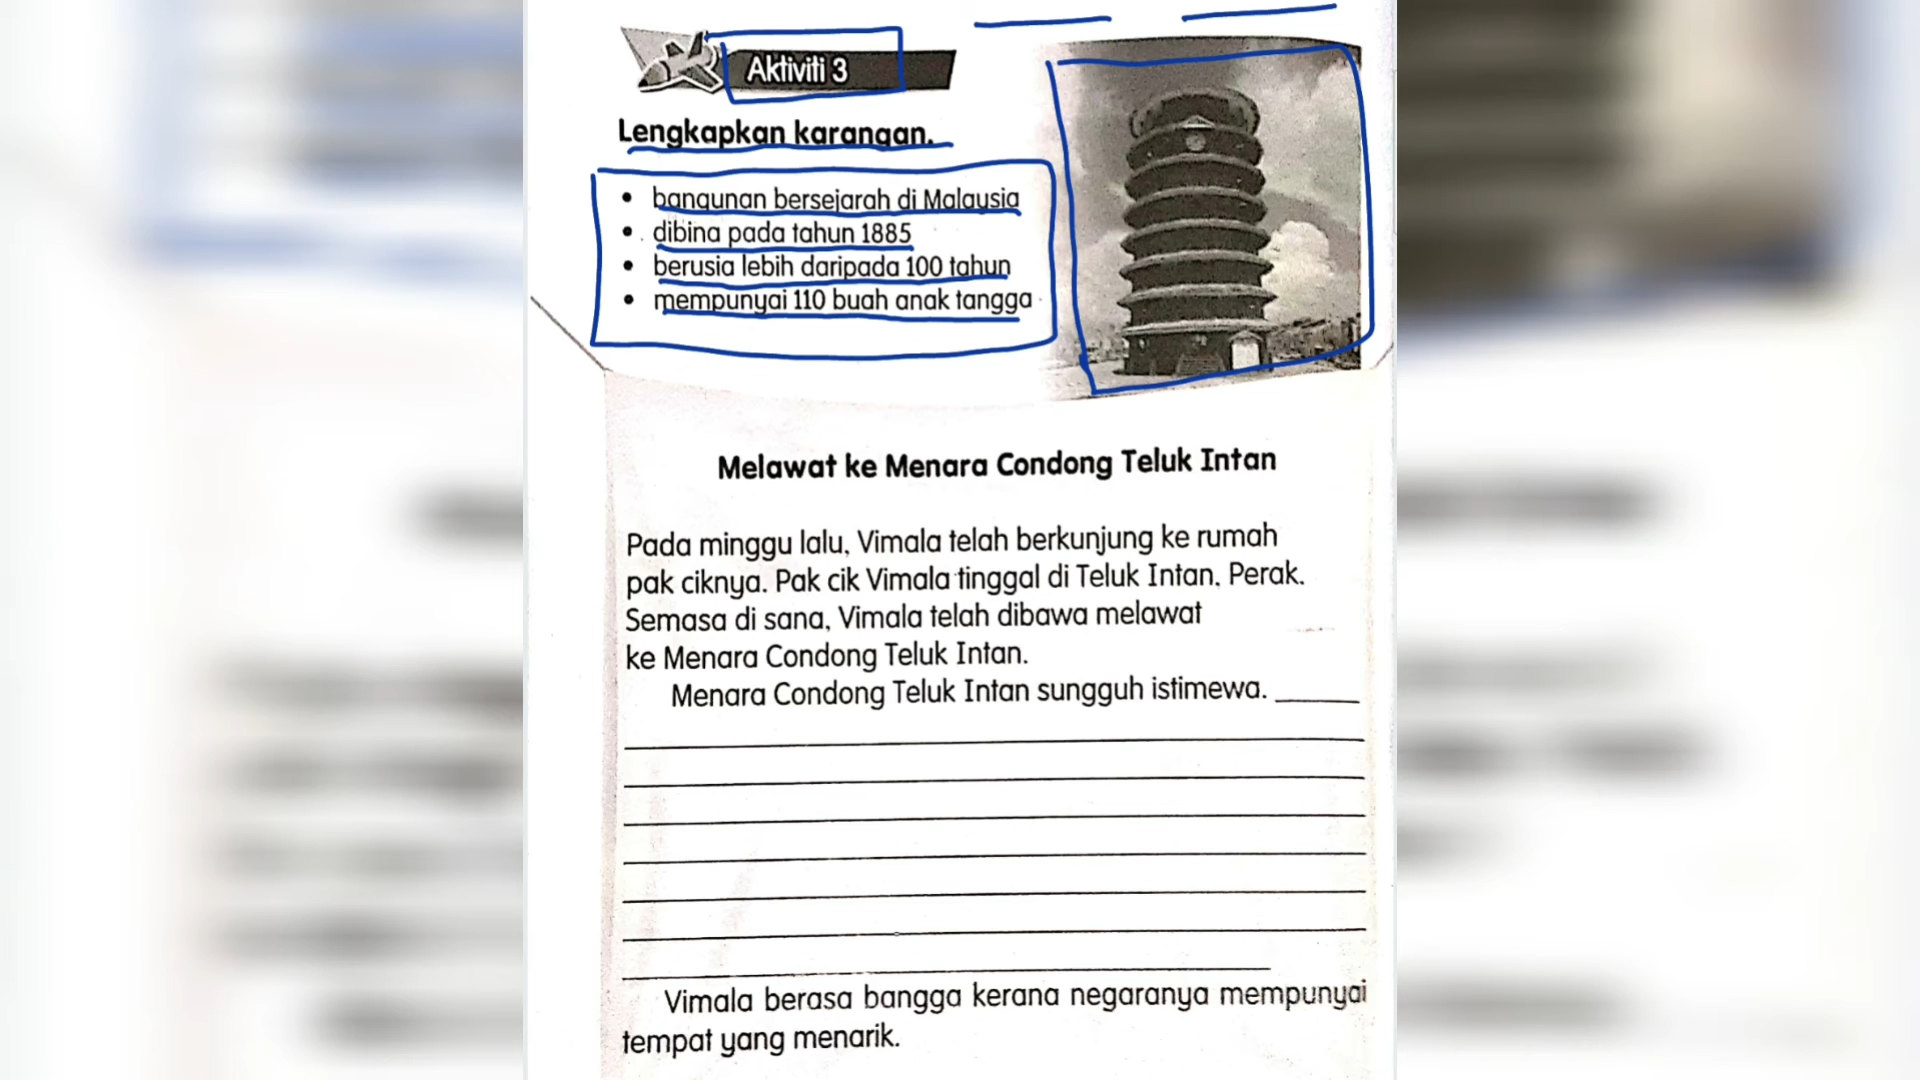 Aktiviti 3
Lengkapkan karangan.
• bangunan bersejarah di Malaysia
• dibina pada tahun 1885
• berusia lebih daripada 100 tahun
• mempunyai 110 buah anak tangga
Melawat ke Menara Condong Teluk Intan
Pada minggu lalu, Vimala telah berkunjung ke rumah
pak ciknya. Pak cik Vimala tinggal di Teluk Intan, Perak.
Semasa di sana, Vimala telah dibawa melawat
ke Menara Condong Teluk Intan.
Menara Condong Teluk Intan sungguh istimewa. ______
Vimala berasa bangga kerana negaranya mempunyai
tempat yang menarik.